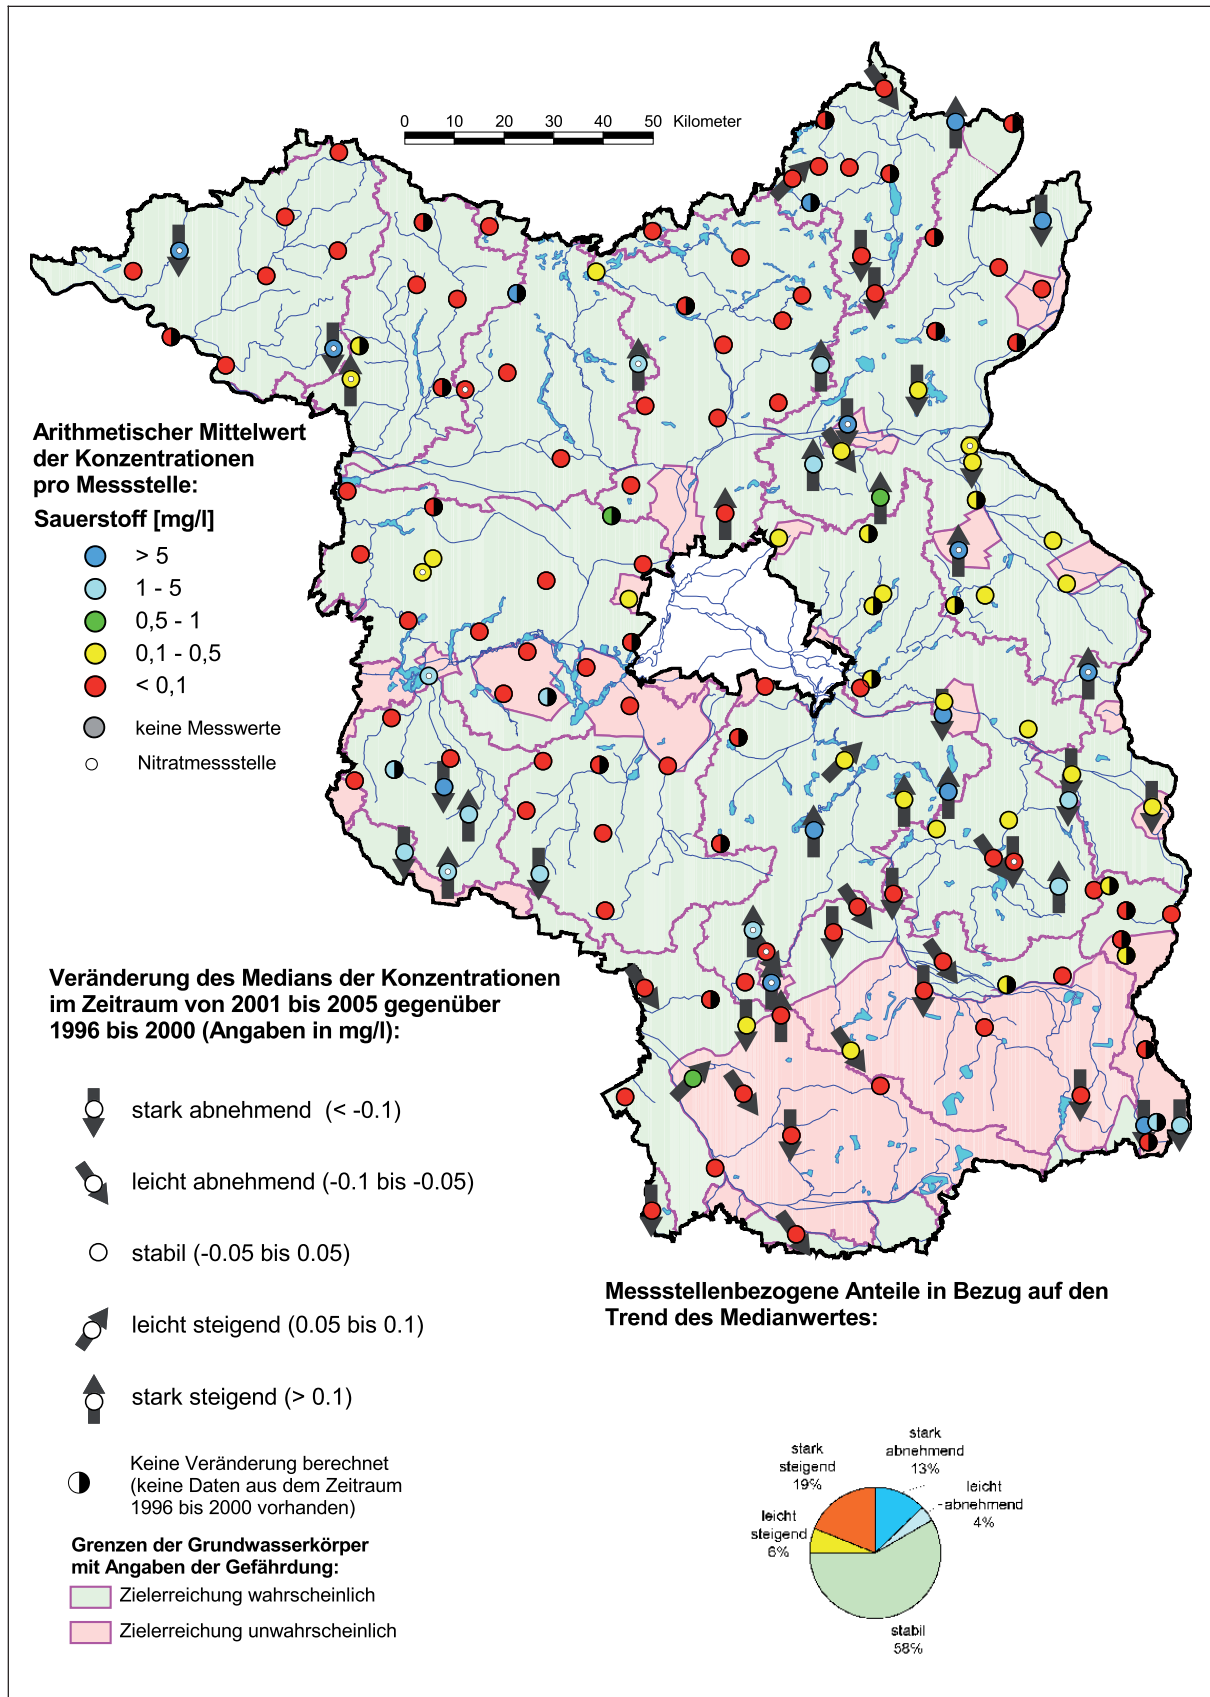 0 10 20 30 40 50 Kilometer
Arithmetischer Mittelwert
der Konzentrationen
pro Messstelle:
Sauerstoff [mg/l]
> 5
1 - 5
0,5 - 1
0,1 - 0,5
< 0,1
keine Messwerte
Nitratmessstelle
Veränderung des Medians der Konzentrationen
im Zeitraum von 2001 bis 2005 gegenüber
1996 bis 2000 (Angaben in mg/l):
stark abnehmend (< -0.1)
leicht abnehmend (-0.1 bis -0.05)
stabil (-0.05 bis 0.05)
leicht steigend (0.05 bis 0.1)
stark steigend (> 0.1)
Keine Veränderung berechnet
(keine Daten aus dem Zeitraum
1996 bis 2000 vorhanden)
Grenzen der Grundwasserkörper
mit Angaben der Gefährdung:
Zielerreichung wahrscheinlich
Zielerreichung unwahrscheinlich
Messstellenbezogene Anteile in Bezug auf den
Trend des Medianwertes:
stark
abnehmend
13%
stark
steigend
19%
leicht
abnehmend
4%
leicht
steigend
6%
stabil
58%